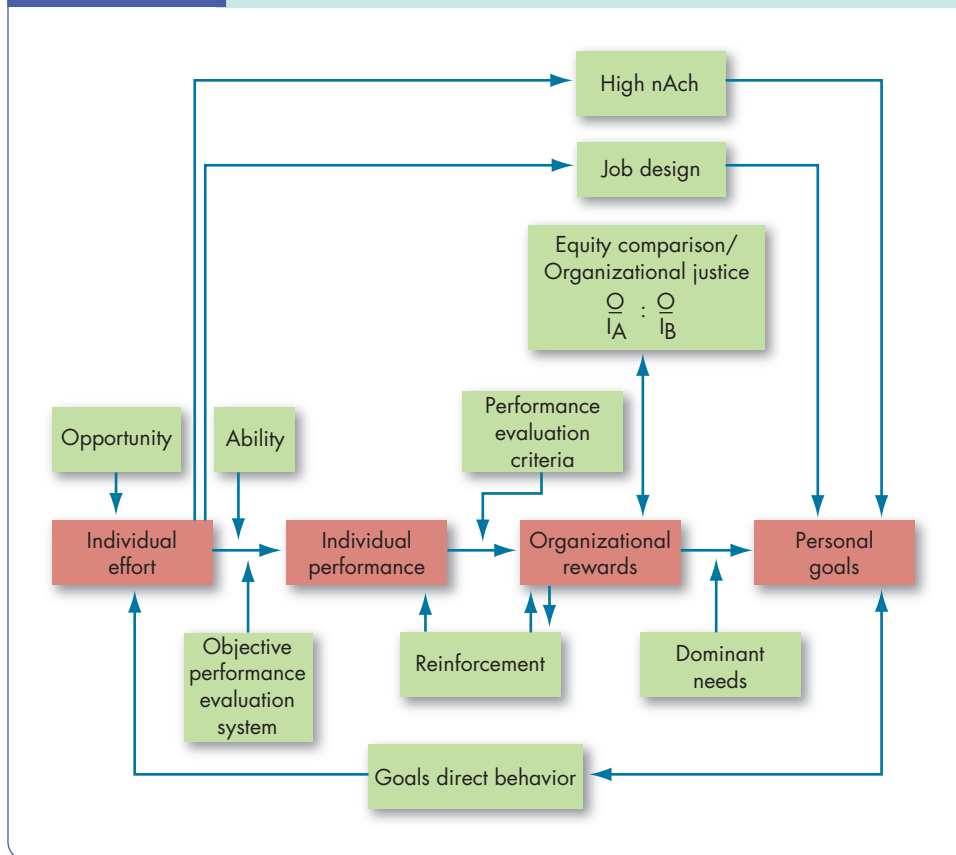 High nAch
Job design
Equity comparison/
Organizational justice
O : O
IA IB
Opportunity
Ability
Performance
evaluation
criteria
Individual
effort
Individual
performance
Organizational
rewards
Personal
goals
Objective
performance
evaluation
system
Reinforcement
Dominant
needs
Goals direct behavior